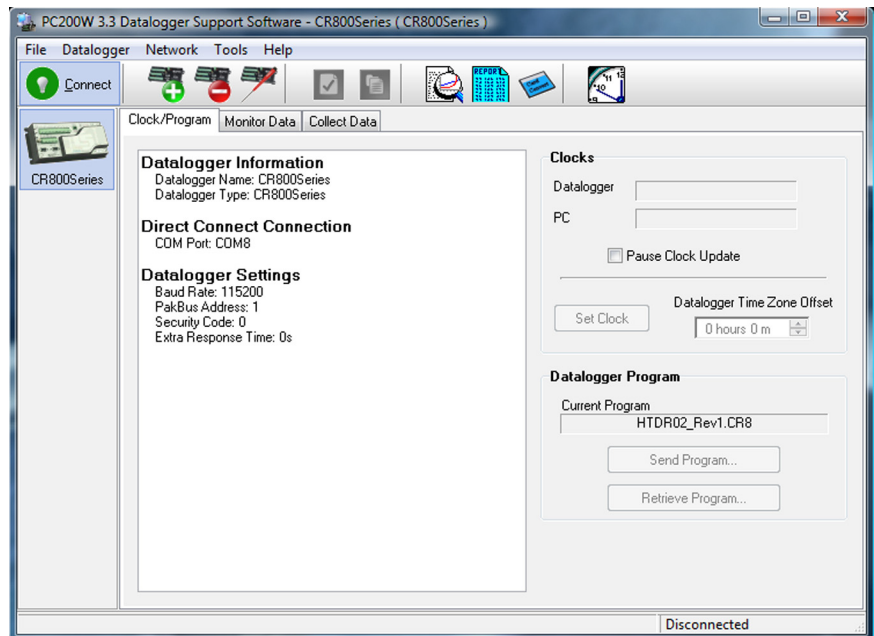 PC200W 3.3 Datalogger Support Software - CR800Series ( CR800Series )
File Datalogger Network Tools Help
Connect
REPORT
CR800Series
Clock/Program Monitor Data Collect Data
Datalogger Information
Datalogger Name: CR800Series
Datalogger Type: CR800Series
Direct Connect Connection
COM Port: COM8
Datalogger Settings
Baud Rate: 115200
PakBus Address: 1
Security Code: 0
Extra Response Time: 0s
Clocks
Datalogger
PC
Pause Clock Update
Set Clock
Datalogger Time Zone Offset
0 hours 0 m
Datalogger Program
Current Program
HTDR02_Rev1.CR8
Send Program...
Retrieve Program...
Disconnected